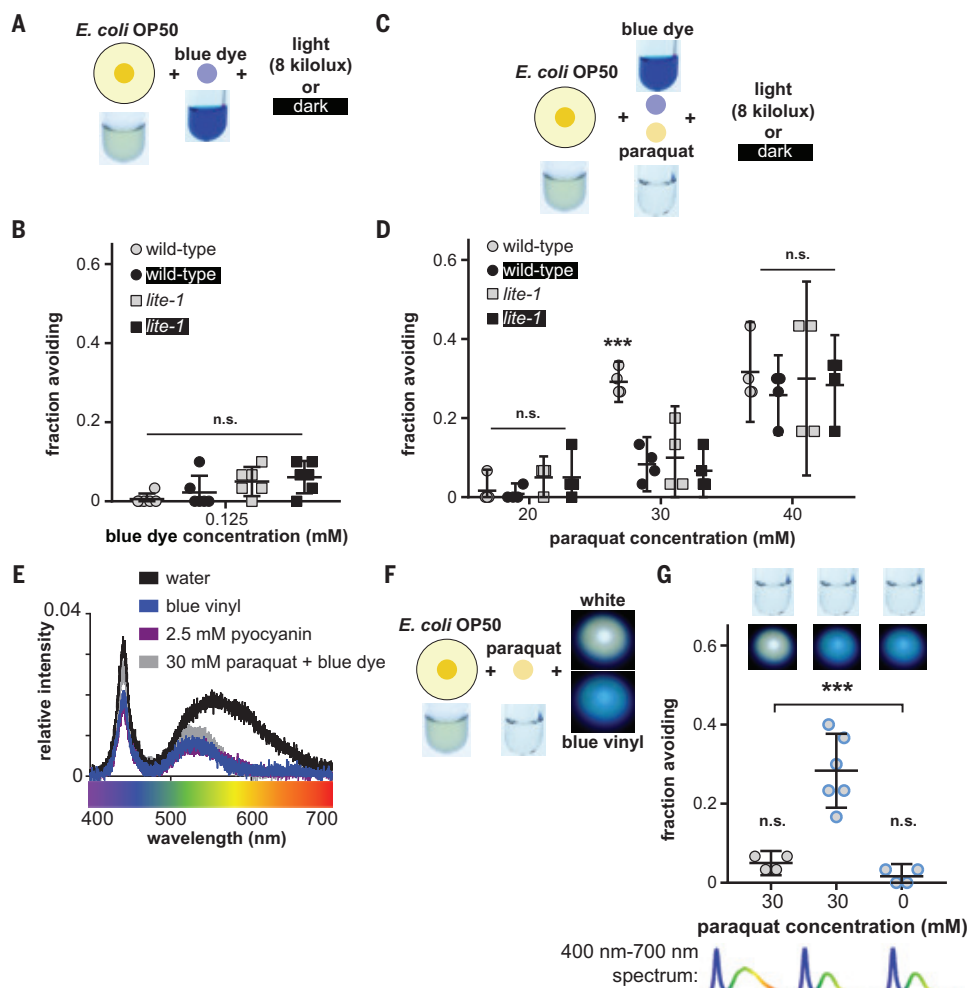 A
E. coli OP50
blue dye
+
+
light
(8 kilolux)
or
dark
C
blue dye
E. coli OP50
+
+
paraquat
light
(8 kilolux)
or
dark
B
wild-type
wild-type
lite-1
lite-1
fraction avoiding
0.6
0.4
0.2
0
n.s.
0.125
blue dye concentration (mM)
D
wild-type
wild-type
lite-1
lite-1
fraction avoiding
0.6
0.4
0.2
0
n.s.
***
n.s.
20
30
40
paraquat concentration (mM)
E
water
blue vinyl
2.5 mM pyocyanin
30 mM paraquat + blue dye
relative intensity
0.04
0
400
500
600
700
wavelength (nm)
F
white
E. coli OP50
paraquat
+
+
blue vinyl
G
fraction avoiding
0.6
0.4
0.2
0
***
n.s.
n.s.
30
30
0
paraquat concentration (mM)
400 nm-700 nm
spectrum: